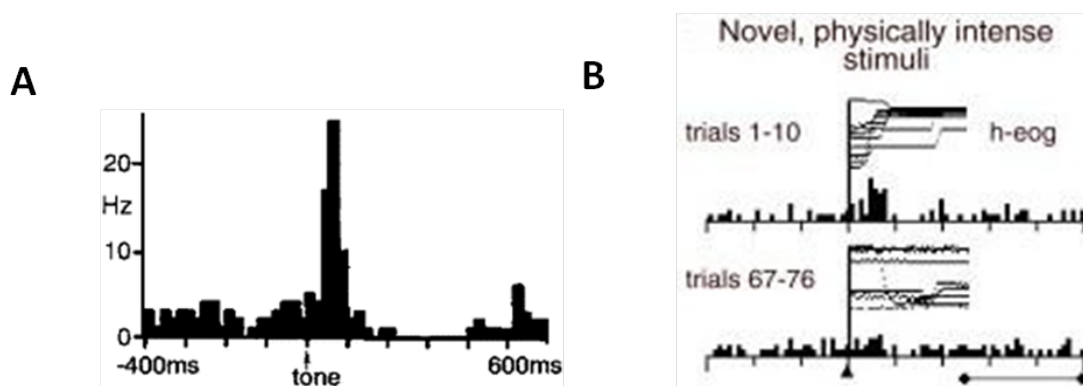 A
20
Hz
10
0
-400ms
tone
600ms
B
Novel, physically intense
stimuli
trials 1-10
h-eog
trials 67-76